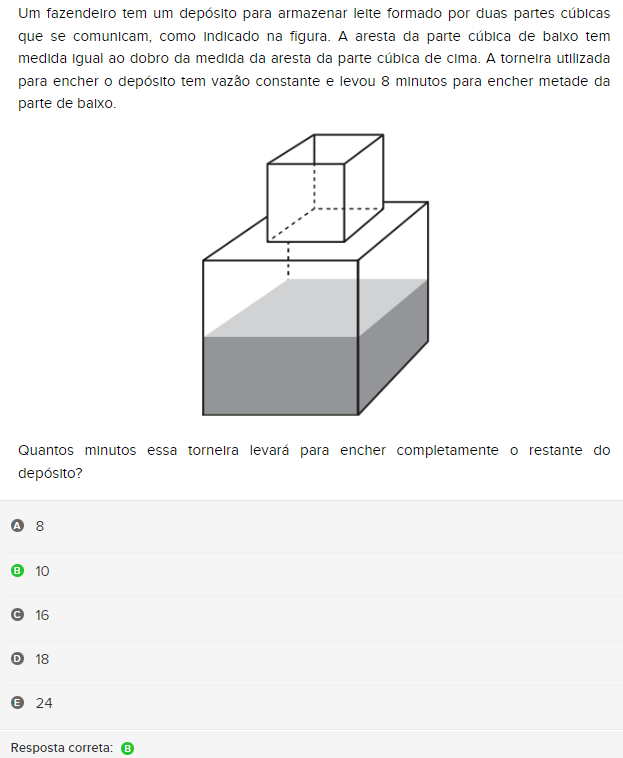 Um fazendeiro tem um depósito para armazenar leite formado por duas partes cúbicas
que se comunicam, como indicado na figura. A aresta da parte cúbica de baixo tem
medida igual ao dobro da medida da aresta da parte cúbica de cima. A torneira utilizada
para encher o depósito tem vazão constante e levou 8 minutos para encher metade da
parte de baixo.
Quantos minutos essa torneira levará para encher completamente o restante do
depósito?
A 8
B 10
C 16
D 18
E 24
Resposta correta: B